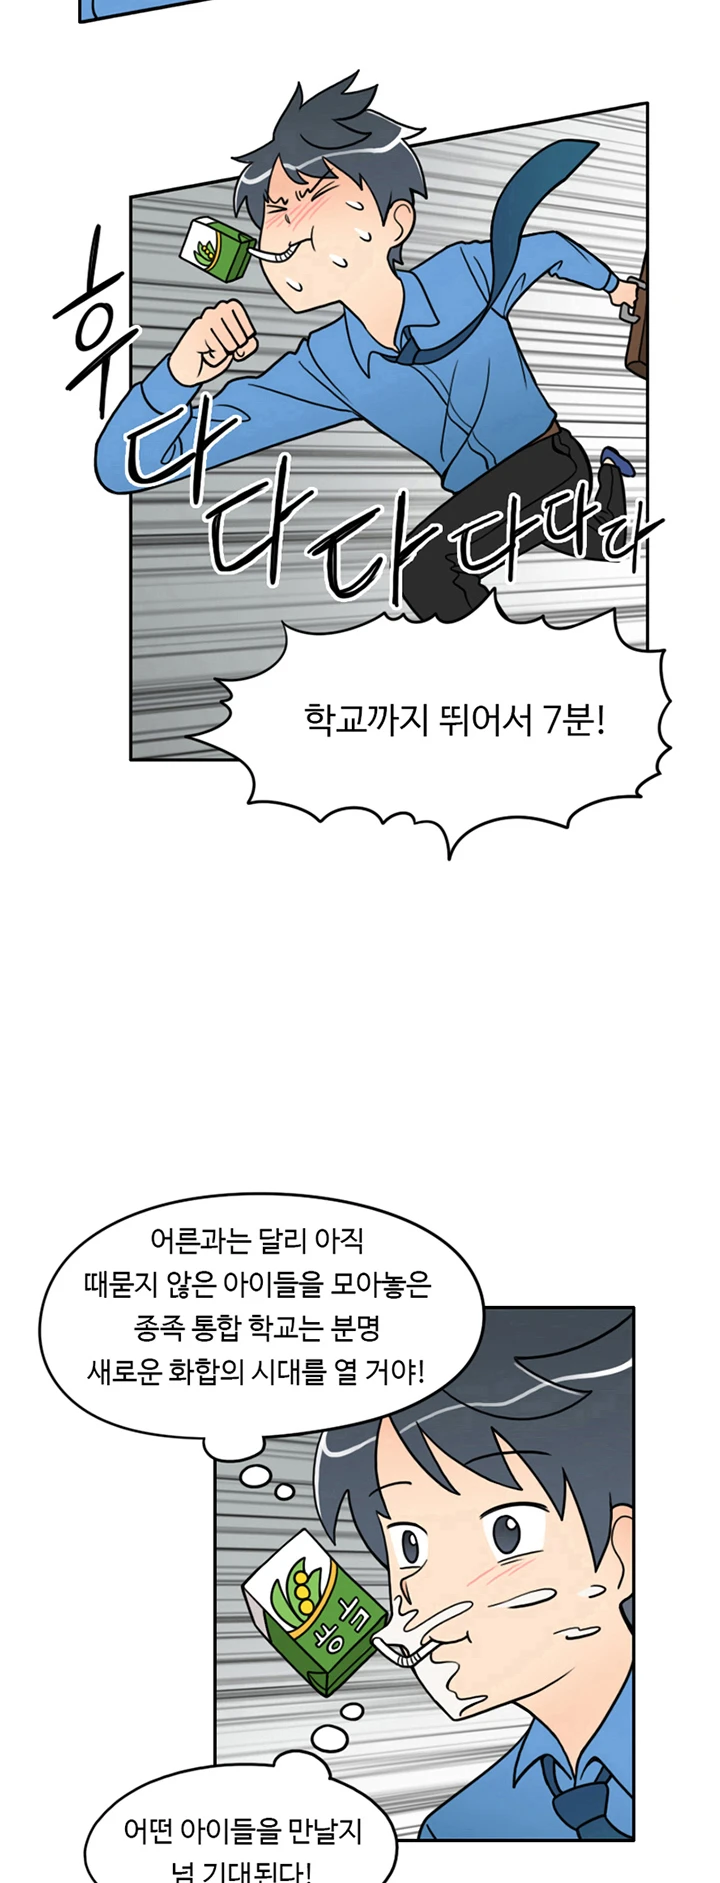 후다다다다다다
학교까지 뛰어서 7분!
어른과는 달리 아직
때묻지 않은 아이들을 모아놓은
종족 통합 학교는 분명
새로운 화합의 시대를 열 거야!
두유
어떤 아이들을 만날지
넘 기대된다!